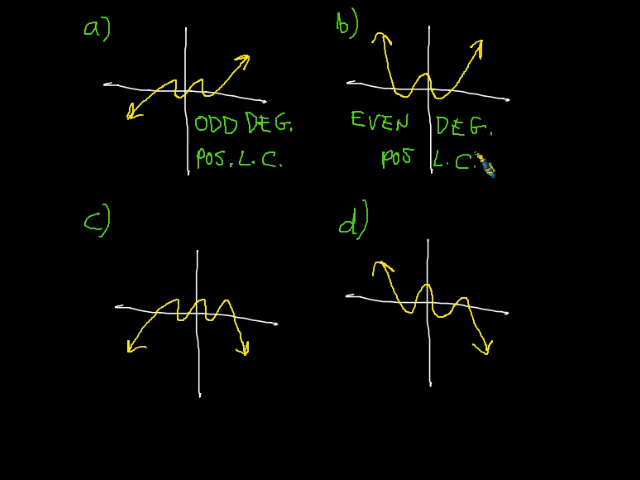 a)
ODD DEG.
POS. L.C.
b)
EVEN DEG.
POS L.C.
c)
d)